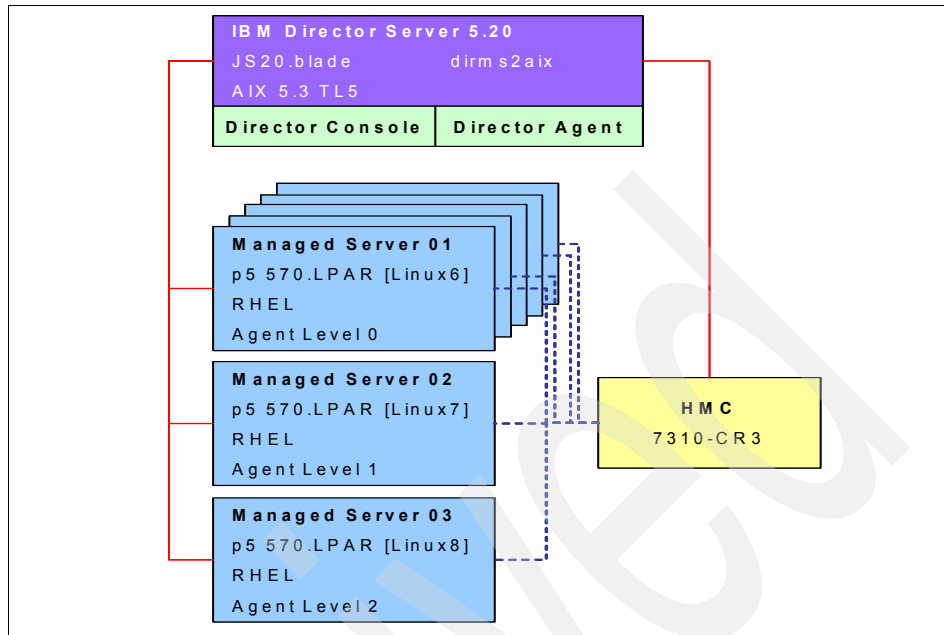 IBM Director Server 5.20
JS20.blade dirms2aix
AIX 5.3 TL5
Director Console Director Agent
Managed Server 01
p5 570.LPAR [Linux6]
RHEL
Agent Level 0
Managed Server 02
p5 570.LPAR [Linux7]
RHEL
Agent Level 1
HMC
7310-CR3
Managed Server 03
p5 570.LPAR [Linux8]
RHEL
Agent Level 2